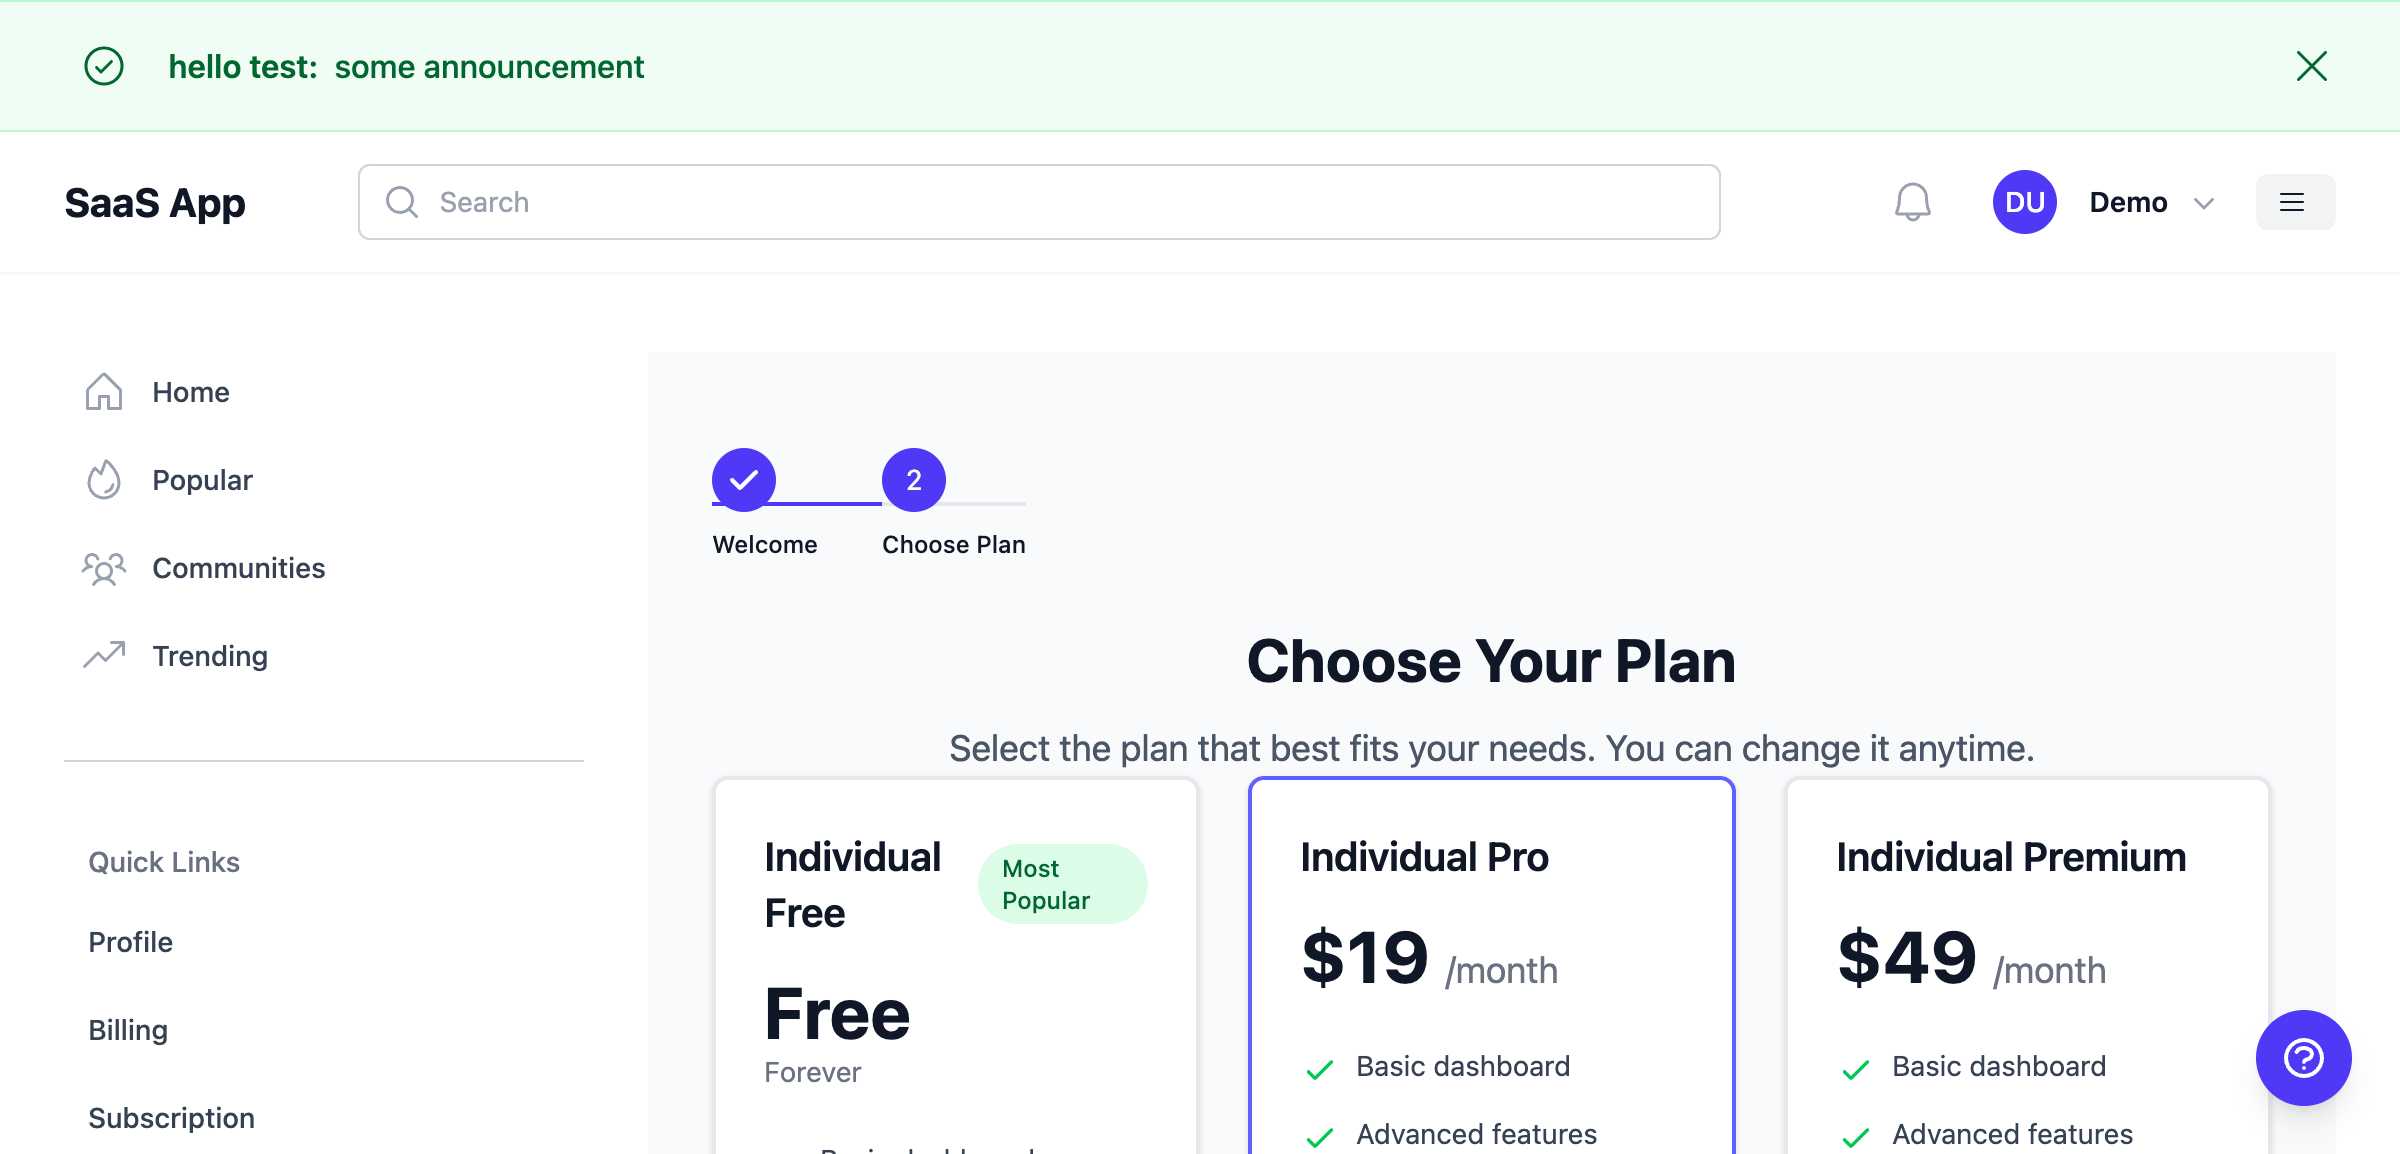 hello test: some announcement
SaaS App
Search
DU
Demo
Home
Popular
Communities
Trending
Quick Links
Profile
Billing
Subscription
2
Welcome
Choose Plan
Choose Your Plan
Select the plan that best fits your needs. You can change it anytime.
Individual
Free
Most
Popular
Free
Forever
Individual Pro
$19 /month
Basic dashboard
Advanced features
Individual Premium
$49 /month
Basic dashboard
Advanced features